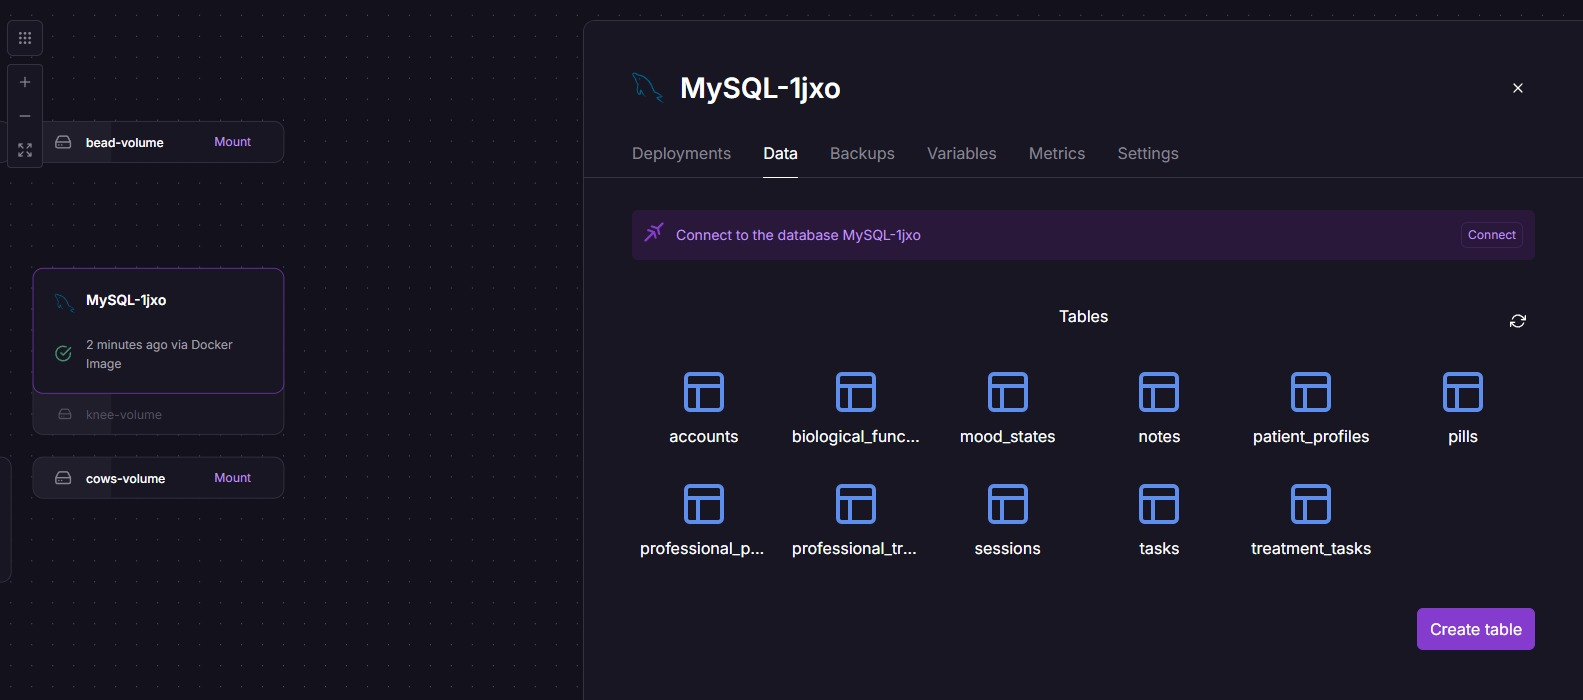 bead-volume
Mount
MySQL-1jxo
2 minutes ago via Docker
Image
knee-volume
cows-volume
Mount
MySQL-1jxo
Deployments
Data
Backups
Variables
Metrics
Settings
Connect to the database MySQL-1jxo
Connect
Tables
accounts
biological_func...
mood_states
notes
patient_profiles
pills
professional_p...
professional_tr...
sessions
tasks
treatment_tasks
Create table